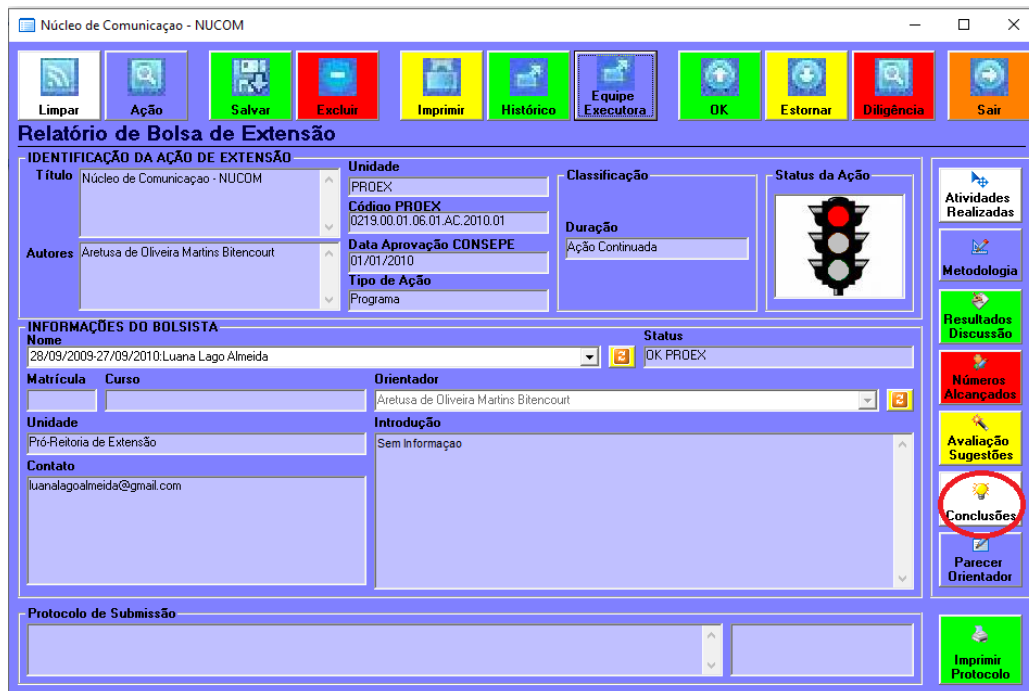 Núcleo de Comunicaçao - NUCOM
Limpar
Ação
Salvar
Excluir
Imprimir
Histórico
Equipe
Executora
OK
Estornar
Diligência
Sair
Relatório de Bolsa de Extensão
IDENTIFICAÇÃO DA AÇÃO DE EXTENSÃO
Título
Núcleo de Comunicaçao - NUCOM
Autores
Aretusa de Oliveira Martins Bitencourt
Unidade
PROEX
Código PROEX
0219.00.01.06.01.AC.2010.01
Data Aprovação CONSEPE
01/01/2010
Tipo de Ação
Programa
Classificação
Duração
Ação Continuada
Status da Ação
INFORMAÇÕES DO BOLSISTA
Nome
28/09/2009-27/09/2010:Luana Lago Almeida
Status
OK PROEX
Matrícula
Curso
Orientador
Aretusa de Oliveira Martins Bitencourt
Unidade
Pró-Reitoria de Extensão
Introdução
Sem Informaçao
Contato
luanalagoalmeida@gmail.com
Protocolo de Submissão
Atividades
Realizadas
Metodologia
Resultados
Discussão
Números
Alcançados
Avaliação
Sugestões
Conclusões
Parecer
Orientador
Imprimir
Protocolo